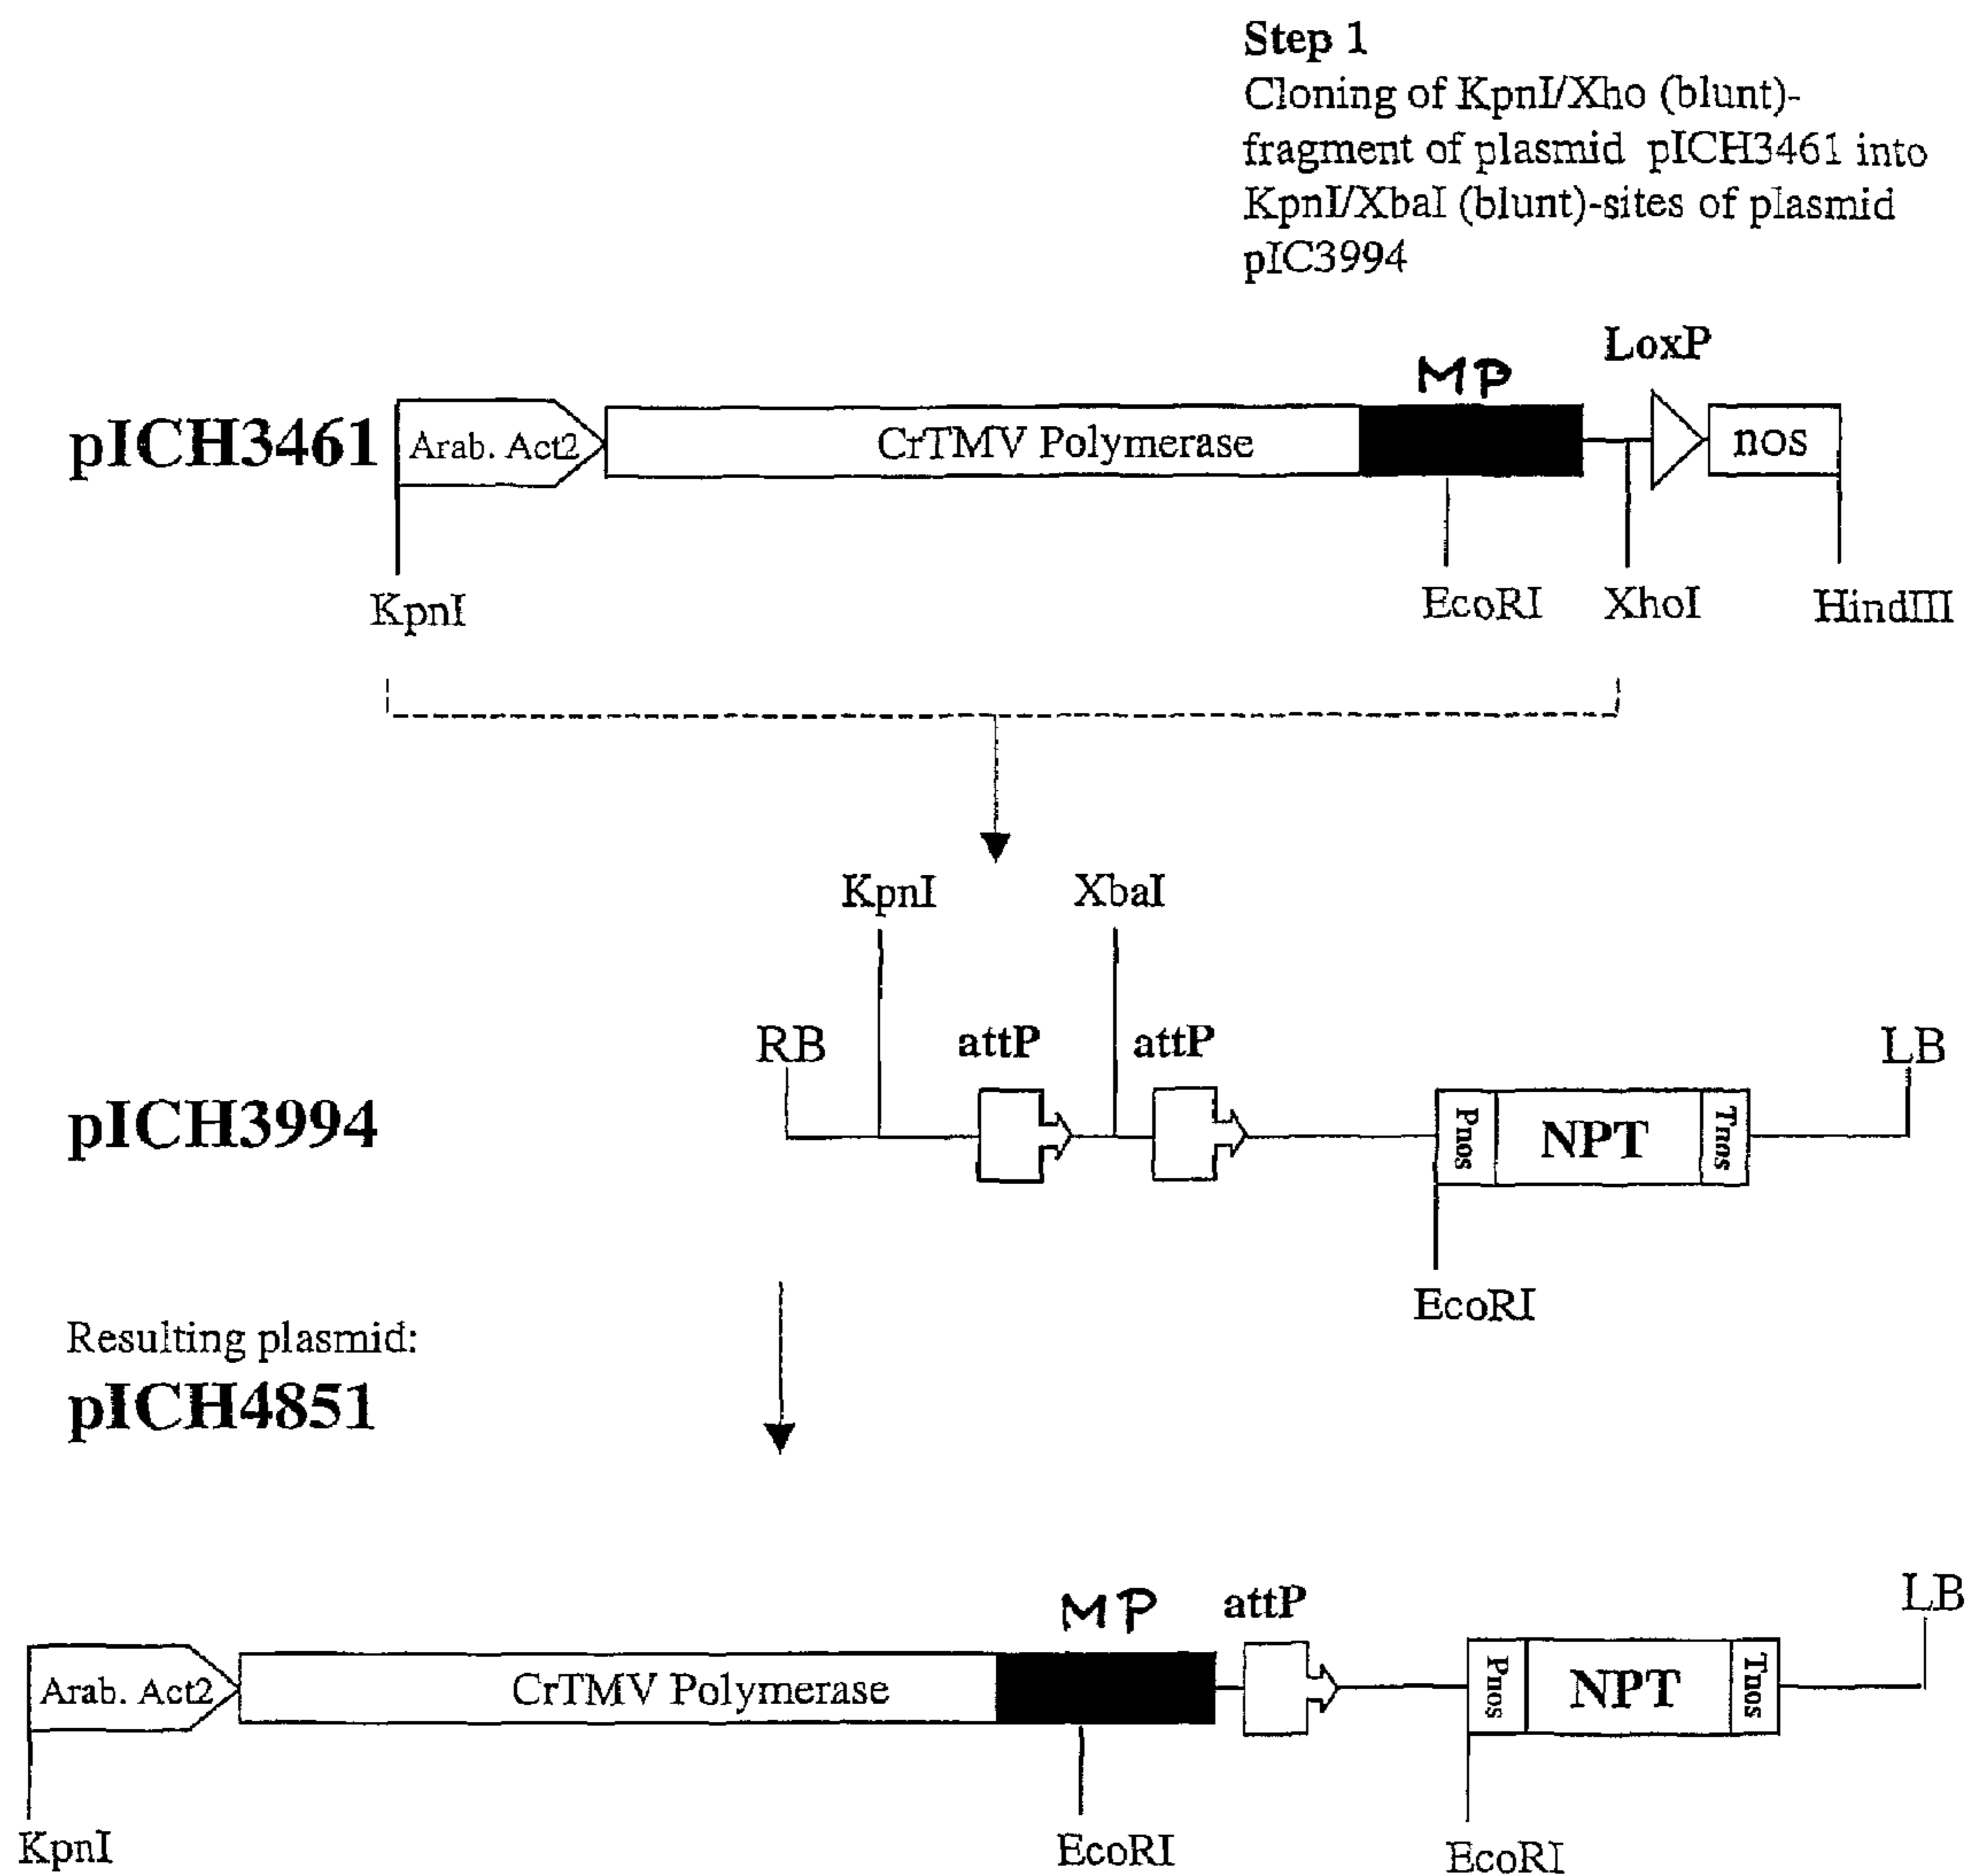 Step 1
Cloning of KpnI/Xho (blunt)-
fragment of plasmid pICH3461 into
KpnI/XbaI (blunt)-sites of plasmid
pIC3994
LoxP
MP
pICH3461
Arab. Act2
CrTMV Polymerase
nos
KpnI
EcoRI
XhoI
HindIII
KpnI
XbaI
RB
attP
attP
LB
pICH3994
Pnos
NPT
Tnos
EcoRI
Resulting plasmid:
pICH4851
MP
attP
LB
Arab. Act2
CrTMV Polymerase
Pnos
NPT
Tnos
KpnI
EcoRI
EcoRI